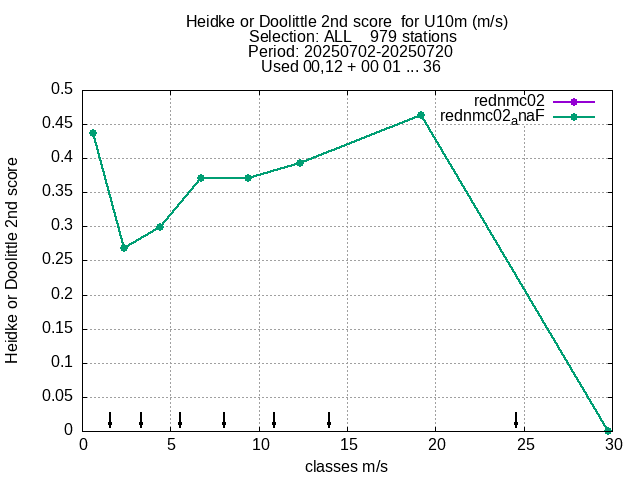 Heidke or Doolittle 2nd score  for U10m (m/s)
Selection: ALL    979 stations
Period: 20250702-20250720
Used 00,12 + 00 01 ... 36
rednmc02
rednmc02anaF
Heidke or Doolittle 2nd score
0.5
0.45
0.4
0.35
0.3
0.25
0.2
0.15
0.1
0.05
0
0 5 10 15 20 25 30
classes m/s